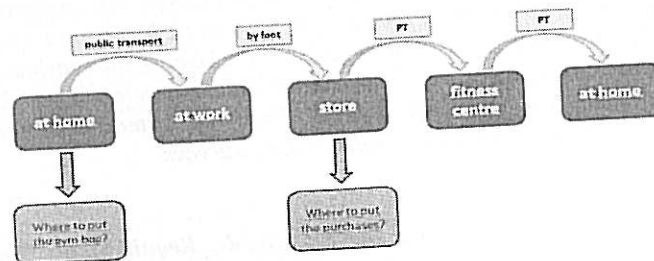 public transport
by foot
PT
PT
at home
at work
store
fitness
centre
at home
Where to put
the gym bag?
Where to put
the purchases?